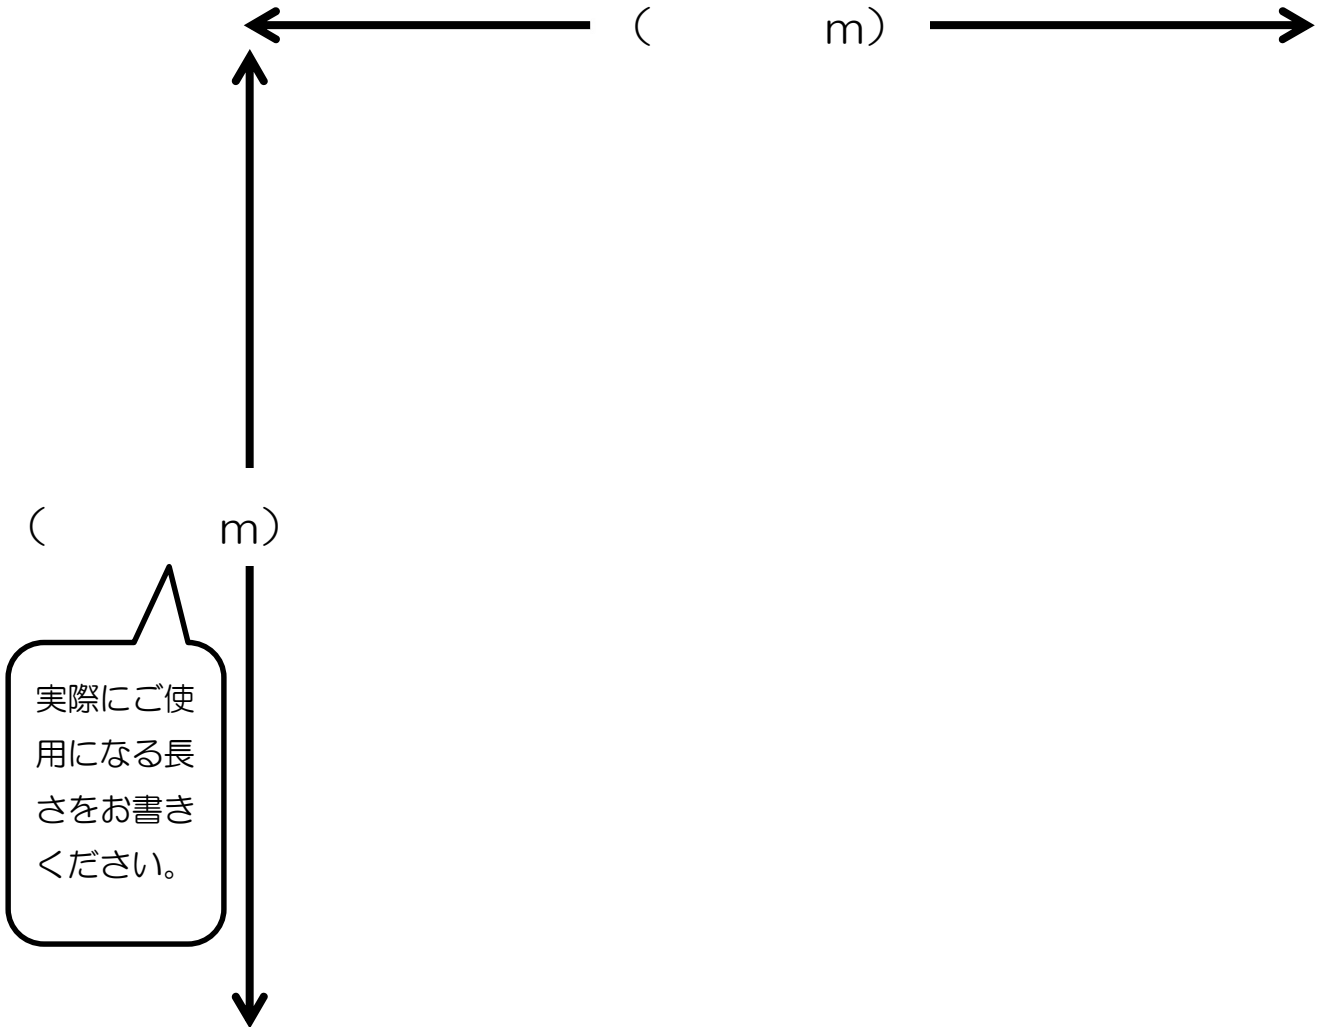 （　　　　ｍ）
（　　　　ｍ）
実際にご使
用になる長
さをお書き
ください。